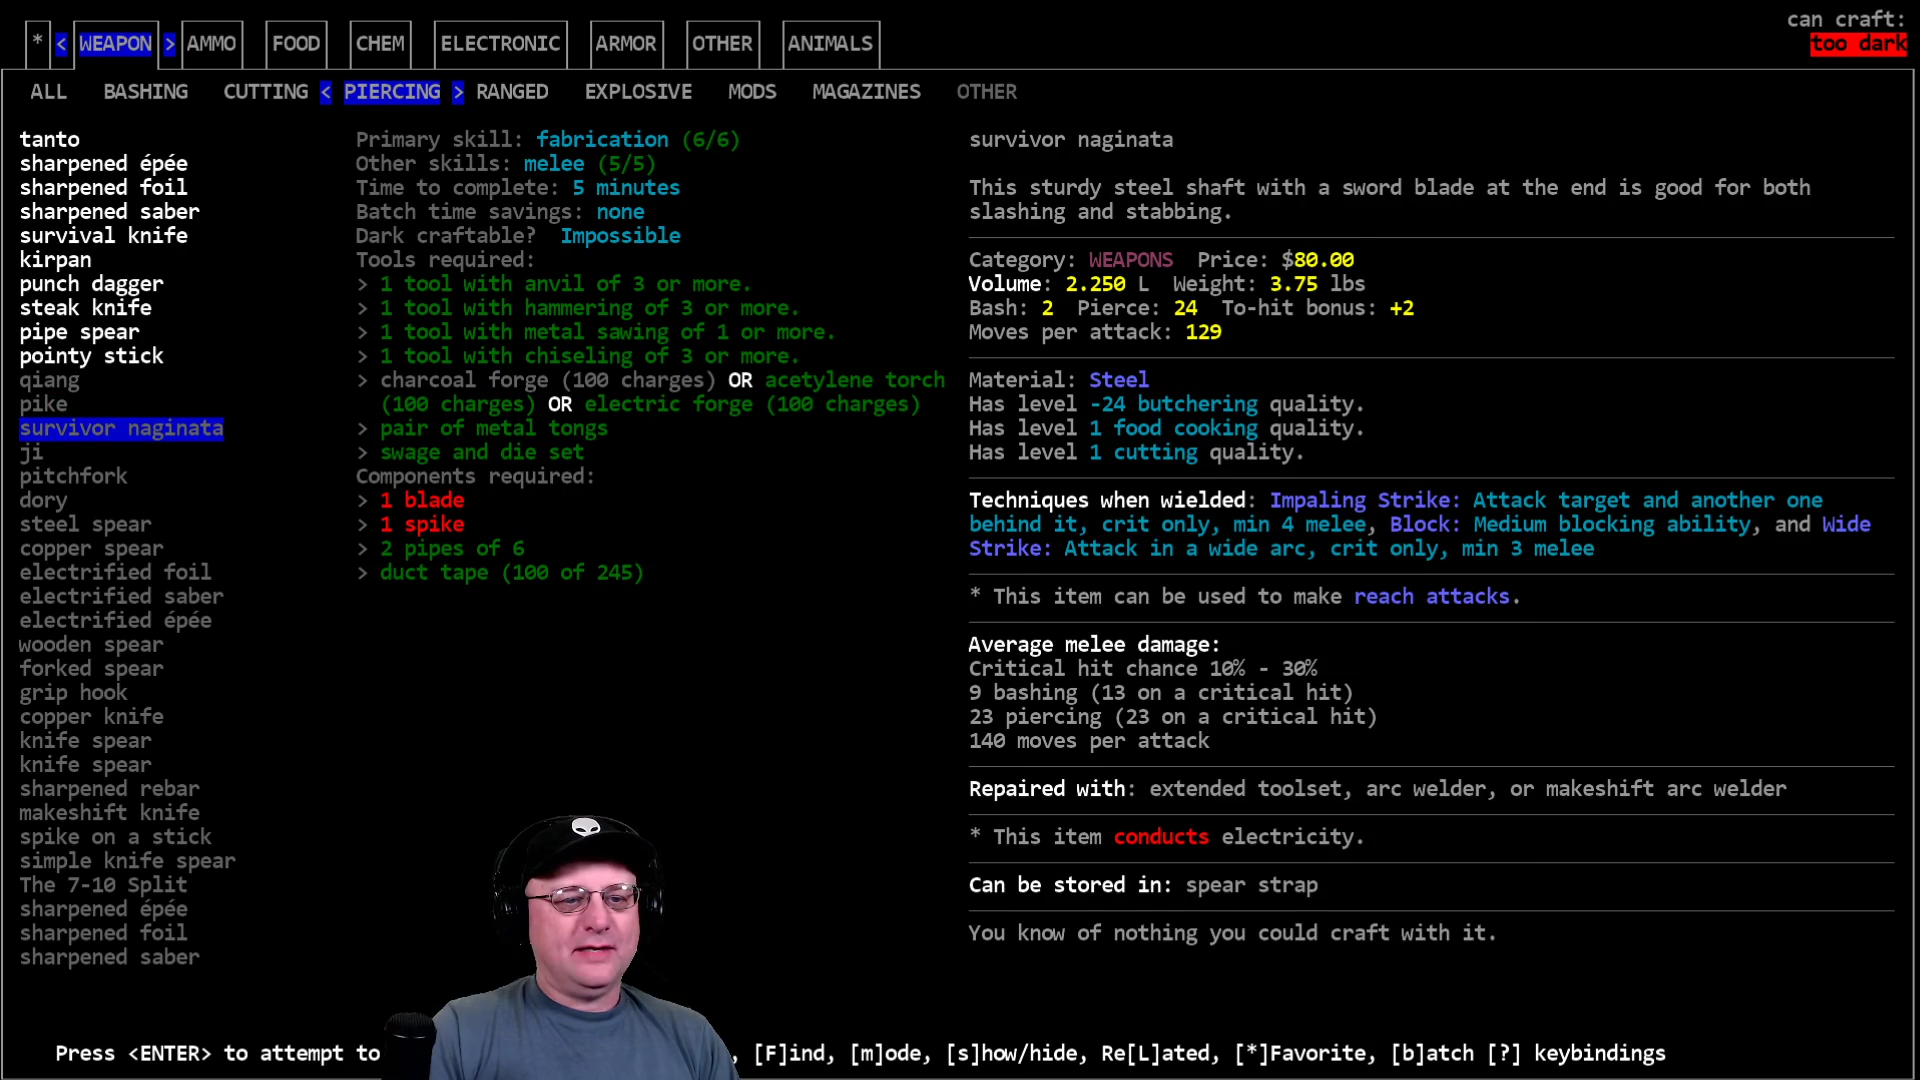 can craft:
* < WEAPON > AMMO FOOD CHEM ELECTRONIC ARMOR OTHER ANIMALS
too dark
ALL BASHING CUTTING < PIERCING > RANGED EXPLOSIVE MODS MAGAZINES OTHER
tanto
sharpened épée
sharpened foil
sharpened saber
survival knife
kirpan
punch dagger
steak knife
pipe spear
pointy stick
qiang
pike
survivor naginata
ji
pitchfork
dory
steel spear
copper spear
electrified foil
electrified saber
electrified épée
wooden spear
forked spear
grip hook
copper knife
knife spear
knife spear
sharpened rebar
makeshift knife
spike on a stick
simple knife spear
The 7-10 Split
sharpened épée
sharpened foil
sharpened saber
Primary skill: fabrication (6/6)
Other skills: melee (5/5)
Time to complete: 5 minutes
Batch time savings: none
Dark craftable? Impossible
Tools required:
> 1 tool with anvil of 3 or more.
> 1 tool with hammering of 3 or more.
> 1 tool with metal sawing of 1 or more.
> 1 tool with chiseling of 3 or more.
> charcoal forge (100 charges) OR acetylene torch
(100 charges) OR electric forge (100 charges)
> pair of metal tongs
> swage and die set
Components required:
> 1 blade
> 1 spike
> 2 pipes of 6
> duct tape (100 of 245)
survivor naginata
This sturdy steel shaft with a sword blade at the end is good for both
slashing and stabbing.
Category: WEAPONS Price: $80.00
Volume: 2.250 L Weight: 3.75 lbs
Bash: 2 Pierce: 24 To-hit bonus: +2
Moves per attack: 129
Material: Steel
Has level -24 butchering quality.
Has level 1 food cooking quality.
Has level 1 cutting quality.
Techniques when wielded: Impaling Strike: Attack target and another one
behind it, crit only, min 4 melee, Block: Medium blocking ability, and Wide
Strike: Attack in a wide arc, crit only, min 3 melee
* This item can be used to make reach attacks.
Average melee damage:
Critical hit chance 10% - 30%
9 bashing (13 on a critical hit)
23 piercing (23 on a critical hit)
140 moves per attack
Repaired with: extended toolset, arc welder, or makeshift arc welder
* This item conducts electricity.
Can be stored in: spear strap
You know of nothing you could craft with it.
Press <ENTER> to attempt to , [F]ind, [m]ode, [s]how/hide, Re[L]ated, [*]Favorite, [b]atch [?] keybindings